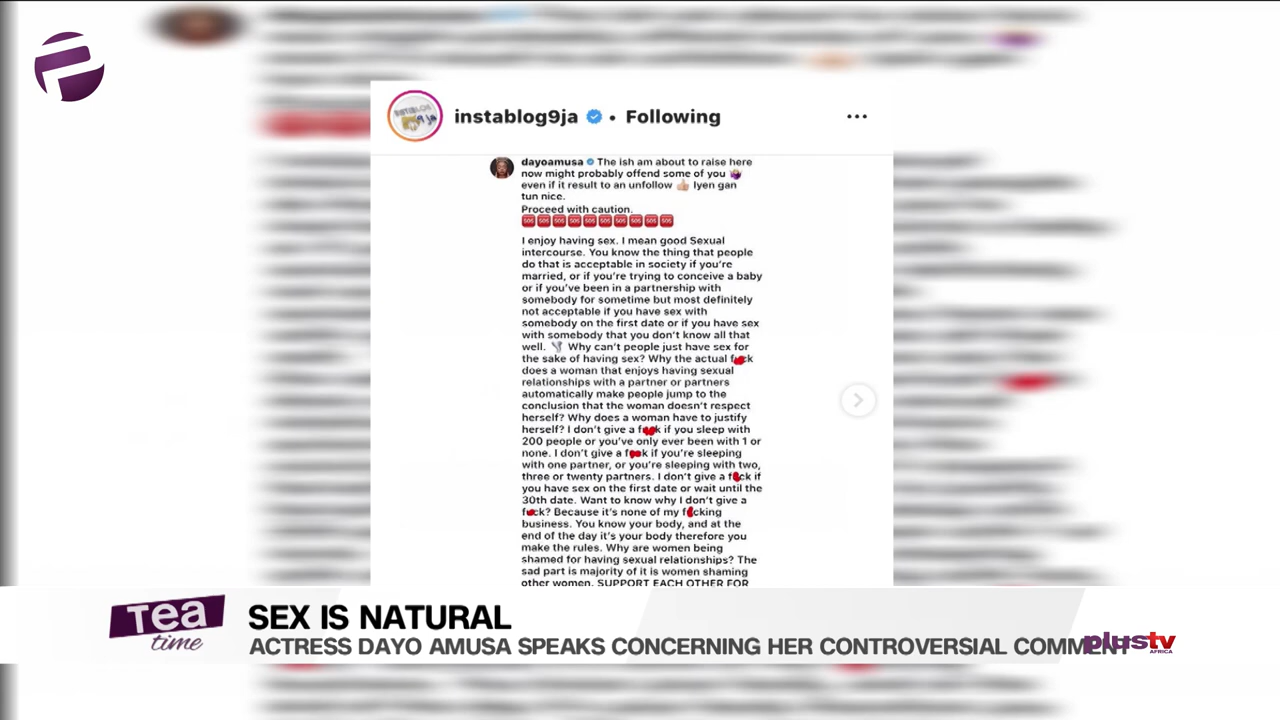 instablog9ja • Following
dayoamusa The ish am about to raise here
now might probably offend some of you
even if it result to an unfollow 👍🏼 Iyen gan
tun nice.
Proceed with caution.
🆘🆘🆘🆘🆘🆘🆘🆘🆘🆘
I enjoy having sex. I mean good Sexual
intercourse. You know the thing that people
do that is acceptable in society if you're
married, or if you're trying to conceive a baby
or if you've been in a partnership with
somebody for sometime but most definitely
not acceptable if you have sex with
somebody on the first date or if you have sex
with somebody that you don't know all that
well. Why can't people just have sex for
the sake of having sex? Why the actual fuck
does a woman that enjoys having sexual
relationships with a partner or partners
automatically make people jump to the
conclusion that the woman doesn't respect
herself? Why does a woman have to justify
herself? I don't give a fuck if you sleep with
200 people or you've only ever been with 1 or
none. I don't give a fuck if you're sleeping
with one partner, or you're sleeping with two,
three or twenty partners. I don't give a fuck if
you have sex on the first date or wait until the
30th date. Want to know why I don't give a
fuck? Because it's none of my fucking
business. You know your body, and at the
end of the day it's your body therefore you
make the rules. Why are women being
shamed for having sexual relationships? The
sad part is majority of it is women shaming
other women. SUPPORT EACH OTHER FOR
Tea
time
SEX IS NATURAL
ACTRESS DAYO AMUSA SPEAKS CONCERNING HER CONTROVERSIAL COMMENT
plustv
AFRICA